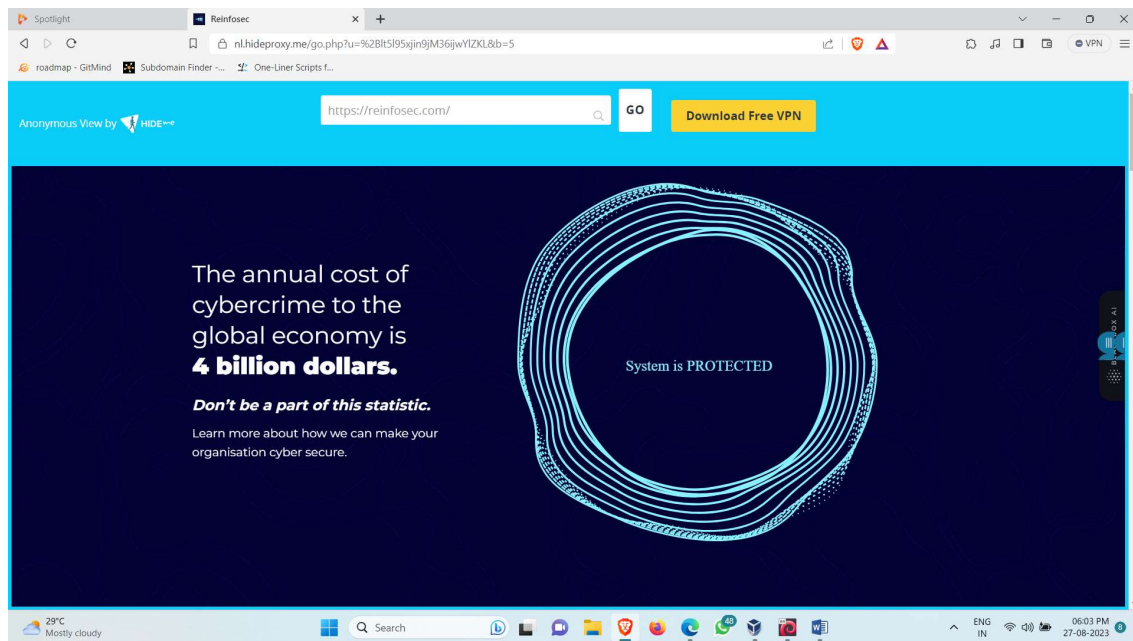 Spotlight
Reinfosec
nl.hideproxy.me/go.php?u=%2Blt5l95xjin9jM36ijwYlZKL&b=5
VPN
roadmap - GitMind
Subdomain Finder -...
One-Liner Scripts f...
Anonymous View by HIDE
https://reinfosec.com/
GO
Download Free VPN
The annual cost of
cybercrime to the
global economy is
4 billion dollars.
Don't be a part of this statistic.
Learn more about how we can make your
organisation cyber secure.
System is PROTECTED
29°C
Mostly cloudy
Search
48
ENG
IN
06:03 PM
27-08-2023
8